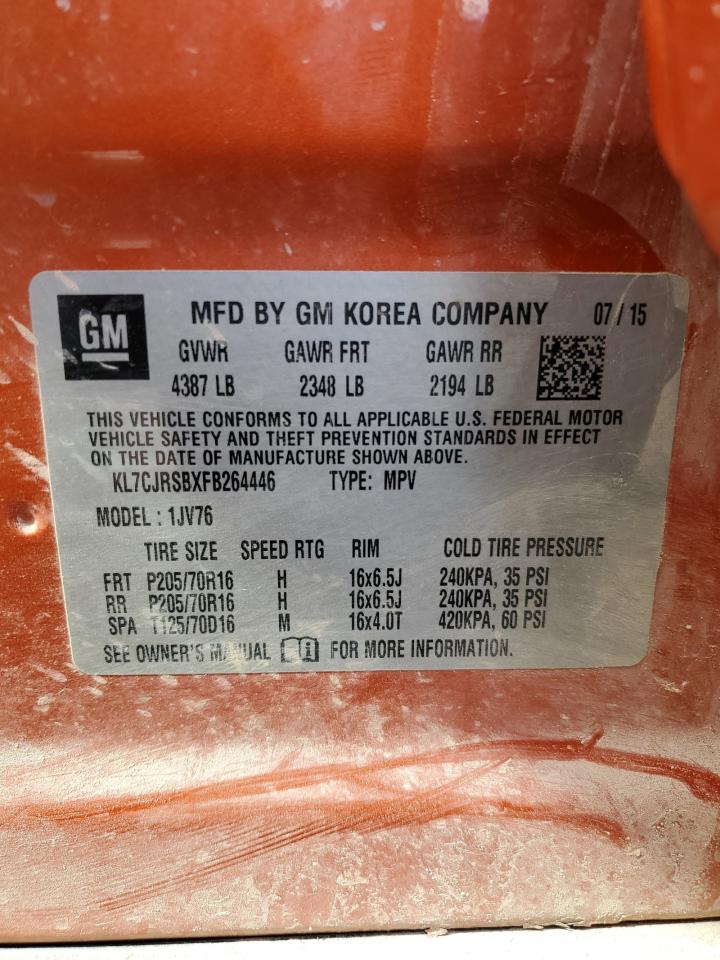 GM
MFD BY GM KOREA COMPANY 07 / 15
GVWR GAWR FRT GAWR RR
4387 LB 2348 LB 2194 LB
THIS VEHICLE CONFORMS TO ALL APPLICABLE U.S. FEDERAL MOTOR
VEHICLE SAFETY AND THEFT PREVENTION STANDARDS IN EFFECT
ON THE DATE OF MANUFACTURE SHOWN ABOVE.
KL7CJRSBXFB264446 TYPE: MPV
MODEL : 1JV76
TIRE SIZE SPEED RTG RIM COLD TIRE PRESSURE
FRT P205/70R16 H 16x6.5J 240KPA, 35 PSI
RR P205/70R16 H 16x6.5J 240KPA, 35 PSI
SPA T125/70D16 M 16x4.0T 420KPA, 60 PSI
SEE OWNER'S MANUAL i FOR MORE INFORMATION.